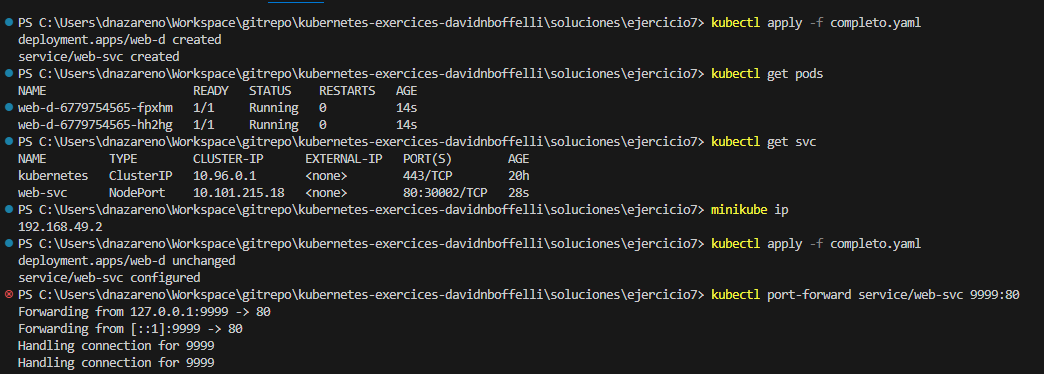 PS C:\Users\dnazareno\Workspace\gitrepo\kubernetes-exercices-davidnboffelli\soluciones\ejercicio7> kubectl apply -f completo.yaml
deployment.apps/web-d created
service/web-svc created
PS C:\Users\dnazareno\Workspace\gitrepo\kubernetes-exercices-davidnboffelli\soluciones\ejercicio7> kubectl get pods
NAME                     READY   STATUS    RESTARTS   AGE
web-d-6779754565-fpxhm   1/1     Running   0          14s
web-d-6779754565-hh2hg   1/1     Running   0          14s
PS C:\Users\dnazareno\Workspace\gitrepo\kubernetes-exercices-davidnboffelli\soluciones\ejercicio7> kubectl get svc
NAME         TYPE        CLUSTER-IP      EXTERNAL-IP   PORT(S)        AGE
kubernetes   ClusterIP   10.96.0.1       <none>        443/TCP        20h
web-svc      NodePort    10.101.215.18   <none>        80:30002/TCP   28s
PS C:\Users\dnazareno\Workspace\gitrepo\kubernetes-exercices-davidnboffelli\soluciones\ejercicio7> minikube ip
192.168.49.2
PS C:\Users\dnazareno\Workspace\gitrepo\kubernetes-exercices-davidnboffelli\soluciones\ejercicio7> kubectl apply -f completo.yaml
deployment.apps/web-d unchanged
service/web-svc configured
PS C:\Users\dnazareno\Workspace\gitrepo\kubernetes-exercices-davidnboffelli\soluciones\ejercicio7> kubectl port-forward service/web-svc 9999:80
Forwarding from 127.0.0.1:9999 -> 80
Forwarding from [::1]:9999 -> 80
Handling connection for 9999
Handling connection for 9999